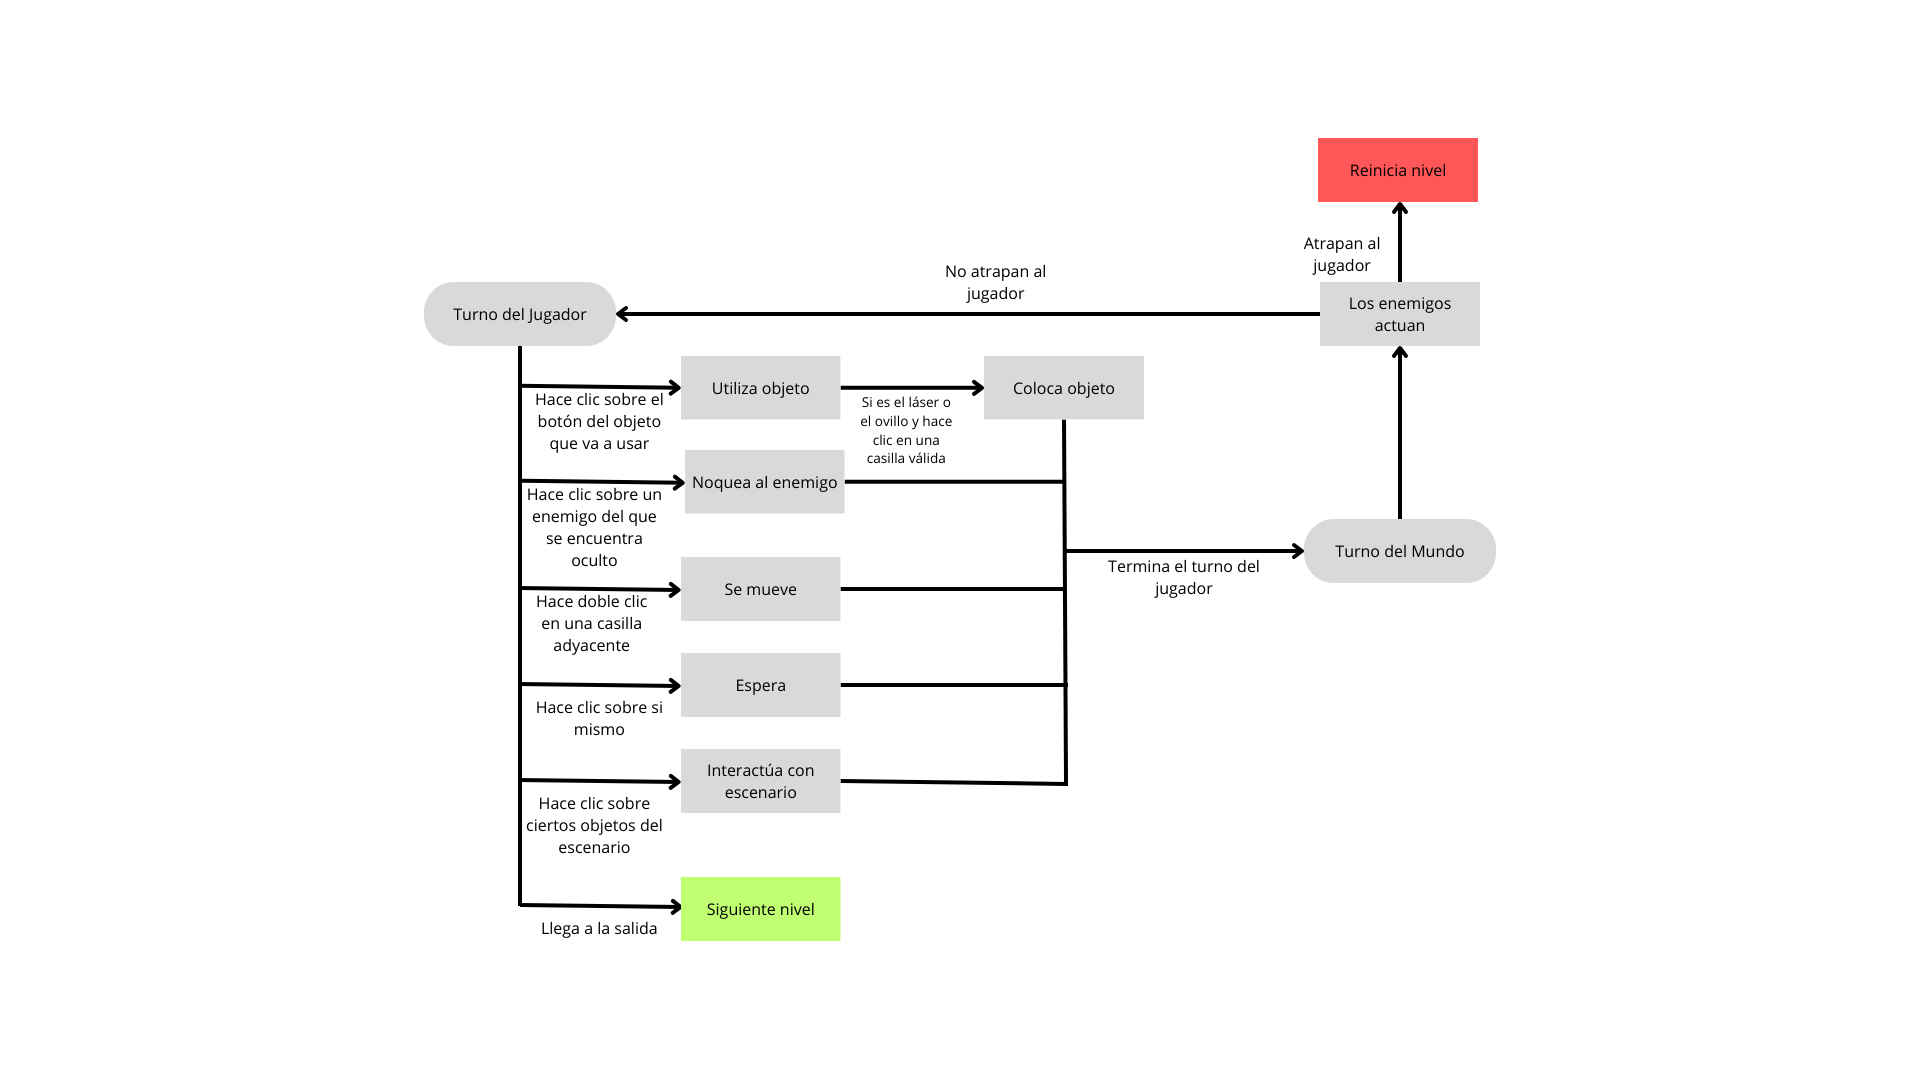 Reinicia nivel
Atrapan al
jugador
No atrapan al
jugador
Los enemigos
actuan
Turno del Jugador
Utiliza objeto
Coloca objeto
Hace clic sobre el
botón del objeto
que va a usar
Si es el láser o
el ovillo y hace
clic en una
casilla válida
Noquea al enemigo
Hace clic sobre un
enemigo del que
se encuentra
oculto
Turno del Mundo
Termina el turno del
jugador
Se mueve
Hace doble clic
en una casilla
adyacente
Espera
Hace clic sobre si
mismo
Interactúa con
escenario
Hace clic sobre
ciertos objetos del
escenario
Siguiente nivel
Llega a la salida